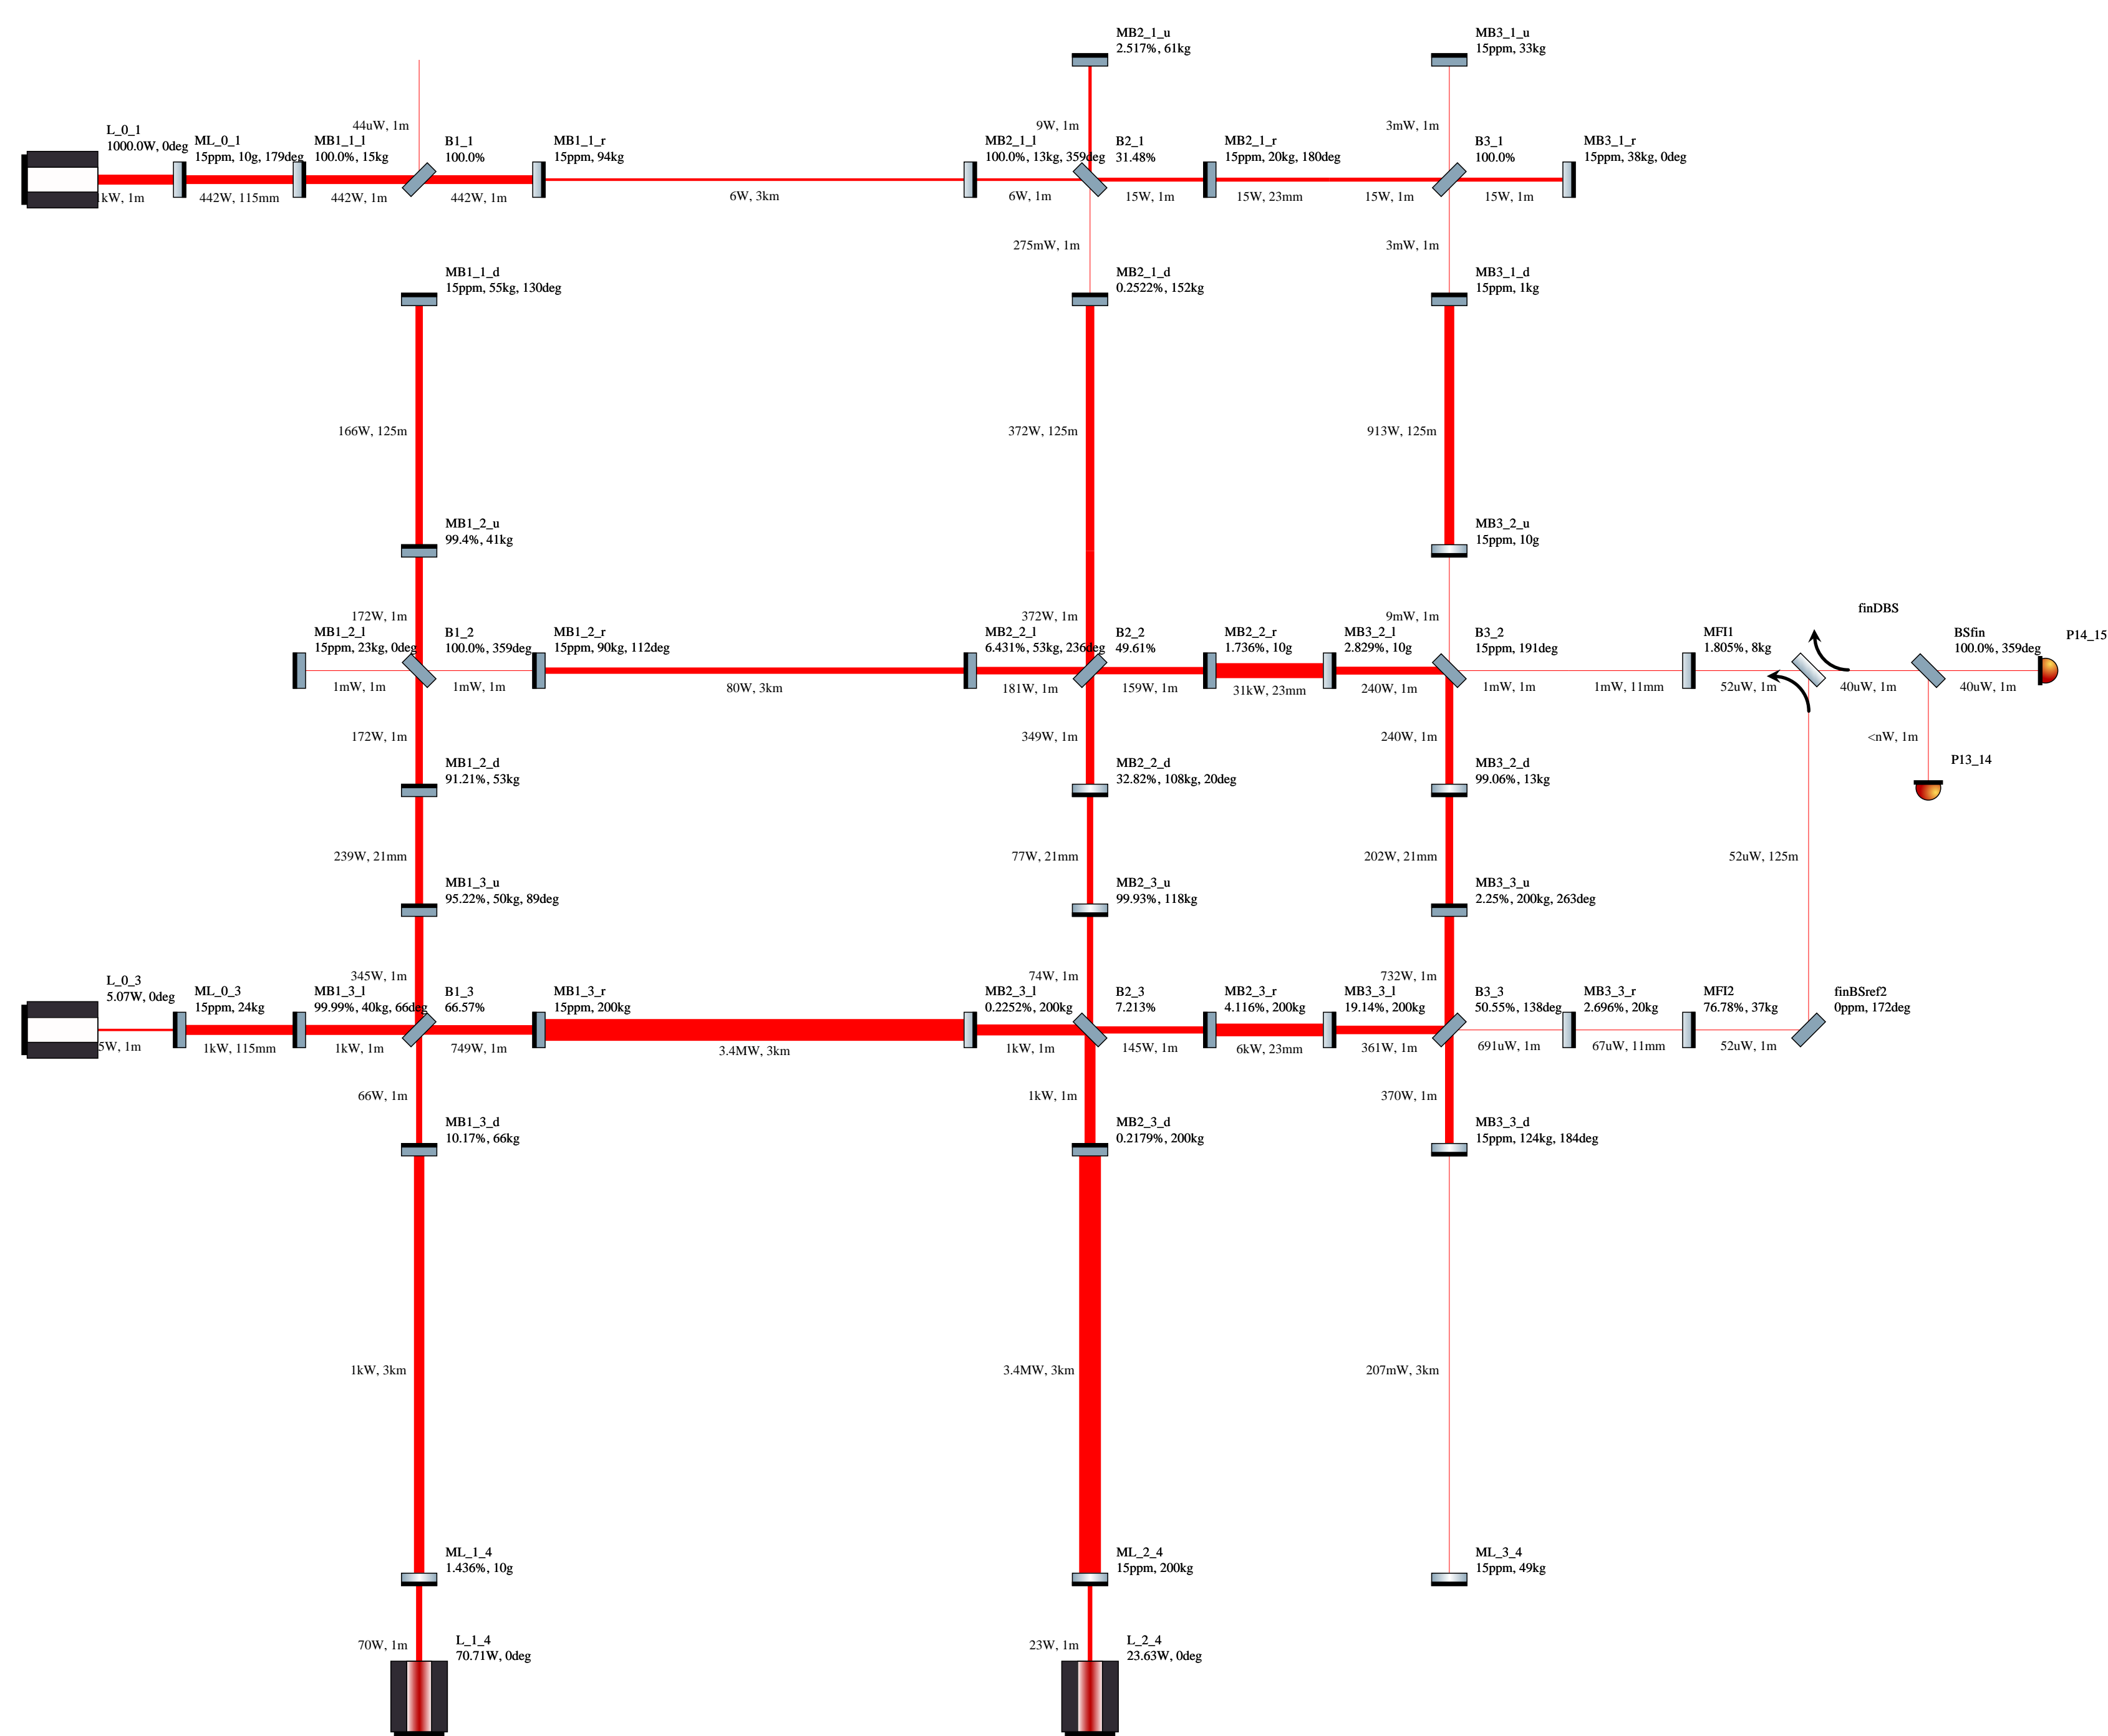 MB2_1_u
2.517%, 61kg
MB3_1_u
15ppm, 33kg
L_0_1
1000.0W, 0deg
ML_0_1
15ppm, 10g, 179deg
MB1_1_l
100.0%, 15kg
44uW, 1m
B1_1
100.0%
MB1_1_r
15ppm, 94kg
MB2_1_l
100.0%, 13kg, 359deg
9W, 1m
B2_1
31.48%
MB2_1_r
15ppm, 20kg, 180deg
3mW, 1m
B3_1
100.0%
MB3_1_r
15ppm, 38kg, 0deg
1kW, 1m
442W, 115mm
442W, 1m
442W, 1m
6W, 3km
6W, 1m
15W, 1m
15W, 23mm
15W, 1m
15W, 1m
275mW, 1m
3mW, 1m
MB1_1_d
15ppm, 55kg, 130deg
MB2_1_d
0.2522%, 152kg
MB3_1_d
15ppm, 1kg
166W, 125m
372W, 125m
913W, 125m
MB1_2_u
99.4%, 41kg
MB3_2_u
15ppm, 10g
172W, 1m
372W, 1m
9mW, 1m
finDBS
MB1_2_l
15ppm, 23kg, 0deg
B1_2
100.0%, 359deg
MB1_2_r
15ppm, 90kg, 112deg
MB2_2_l
6.431%, 53kg, 236deg
B2_2
49.61%
MB2_2_r
1.736%, 10g
MB3_2_l
2.829%, 10g
B3_2
15ppm, 191deg
MFI1
1.805%, 8kg
BSfin
100.0%, 359deg
P14_15
1mW, 1m
1mW, 1m
80W, 3km
181W, 1m
159W, 1m
31kW, 23mm
240W, 1m
1mW, 1m
1mW, 11mm
52uW, 1m
40uW, 1m
40uW, 1m
172W, 1m
349W, 1m
240W, 1m
<nW, 1m
P13_14
MB1_2_d
91.21%, 53kg
MB2_2_d
32.82%, 108kg, 20deg
MB3_2_d
99.06%, 13kg
239W, 21mm
77W, 21mm
202W, 21mm
52uW, 125m
MB1_3_u
95.22%, 50kg, 89deg
MB2_3_u
99.93%, 118kg
MB3_3_u
2.25%, 200kg, 263deg
345W, 1m
74W, 1m
732W, 1m
L_0_3
5.07W, 0deg
ML_0_3
15ppm, 24kg
MB1_3_l
99.99%, 40kg, 66deg
B1_3
66.57%
MB1_3_r
15ppm, 200kg
MB2_3_l
0.2252%, 200kg
B2_3
7.213%
MB2_3_r
4.116%, 200kg
MB3_3_l
19.14%, 200kg
B3_3
50.55%, 138deg
MB3_3_r
2.696%, 20kg
MFI2
76.78%, 37kg
finBSref2
0ppm, 172deg
5W, 1m
1kW, 115mm
1kW, 1m
749W, 1m
3.4MW, 3km
1kW, 1m
145W, 1m
6kW, 23mm
361W, 1m
691uW, 1m
67uW, 11mm
52uW, 1m
66W, 1m
1kW, 1m
370W, 1m
MB1_3_d
10.17%, 66kg
MB2_3_d
0.2179%, 200kg
MB3_3_d
15ppm, 124kg, 184deg
1kW, 3km
3.4MW, 3km
207mW, 3km
ML_1_4
1.436%, 10g
ML_2_4
15ppm, 200kg
ML_3_4
15ppm, 49kg
70W, 1m
L_1_4
70.71W, 0deg
23W, 1m
L_2_4
23.63W, 0deg